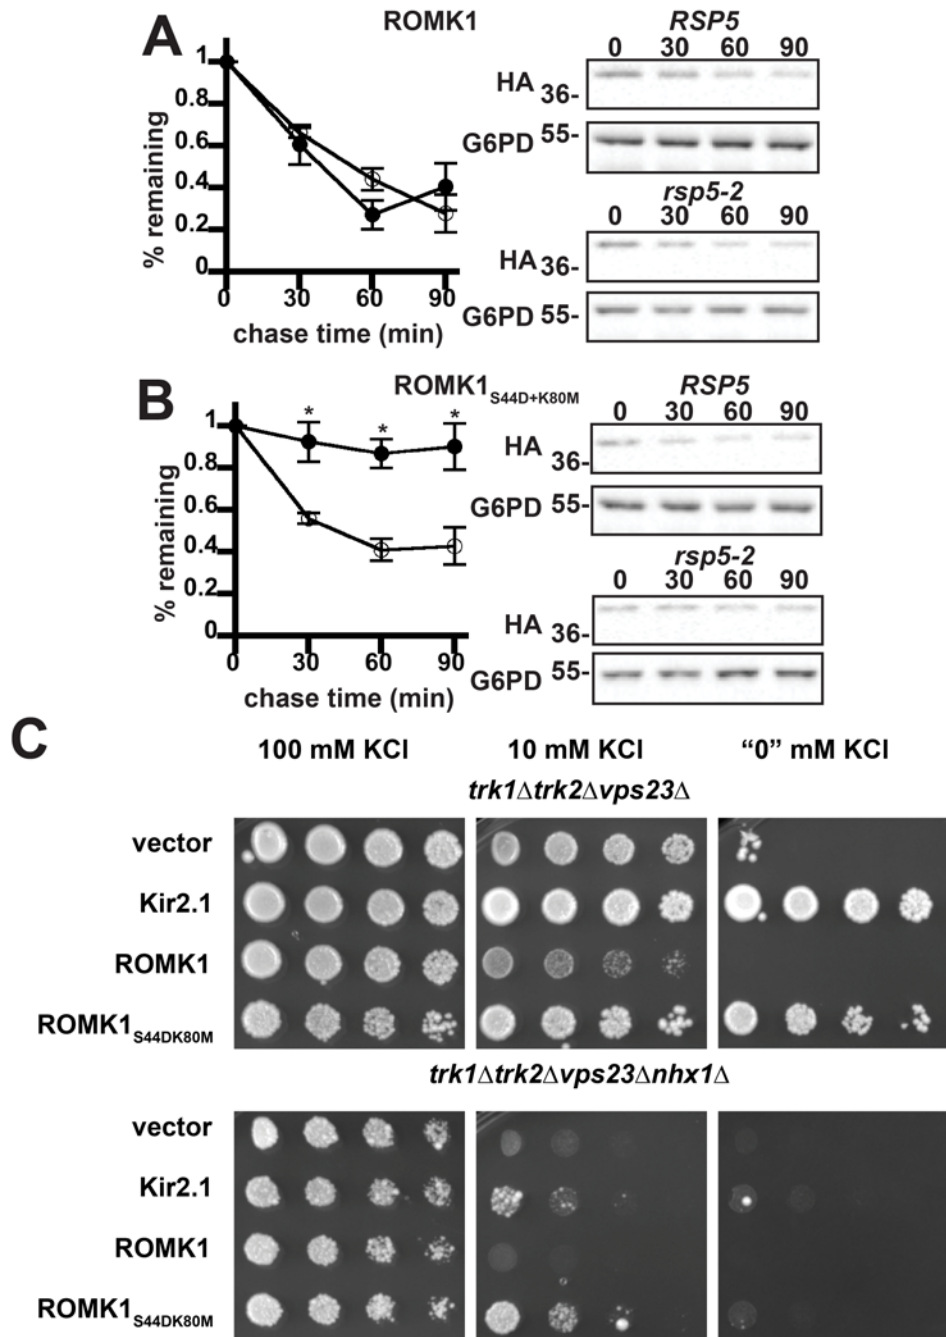 A
ROMK1
% remaining
1
0.8
0.6
0.4
0.2
0
0 30 60 90
chase time (min)
RSP5
0 30 60 90
HA 36-
G6PD 55-
rsp5-2
0 30 60 90
HA 36-
G6PD 55-
B
ROMK1S44D+K80M
% remaining
1
0.8
0.6
0.4
0.2
0
* * *
0 30 60 90
chase time (min)
RSP5
0 30 60 90
HA 36-
G6PD 55-
rsp5-2
0 30 60 90
HA 36-
G6PD 55-
C
100 mM KCl 10 mM KCl “0” mM KCl
trk1Δtrk2Δvps23Δ
vector
Kir2.1
ROMK1
ROMK1S44DK80M
trk1Δtrk2Δvps23Δnhx1Δ
vector
Kir2.1
ROMK1
ROMK1S44DK80M